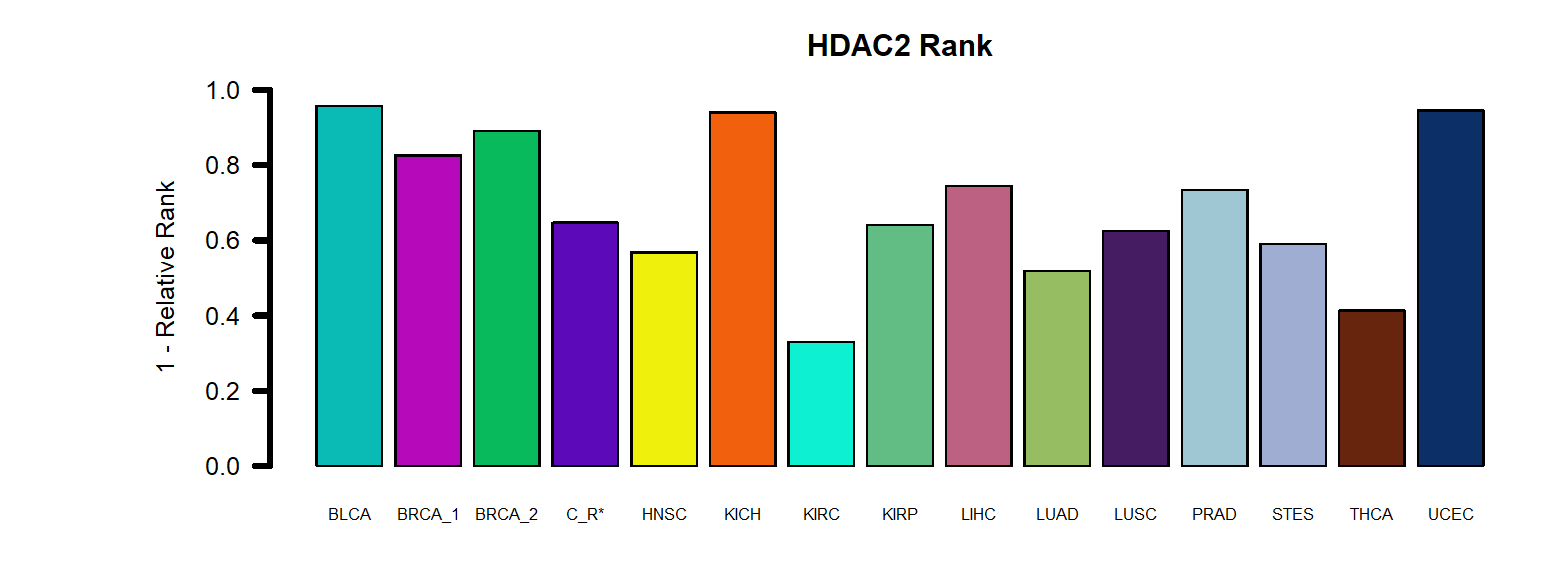 HDAC2 Rank
1 - Relative Rank
1.0
0.8
0.6
0.4
0.2
0.0
BLCA BRCA_1 BRCA_2 C_R* HNSC KICH KIRC KIRP LIHC LUAD LUSC PRAD STES THCA UCEC